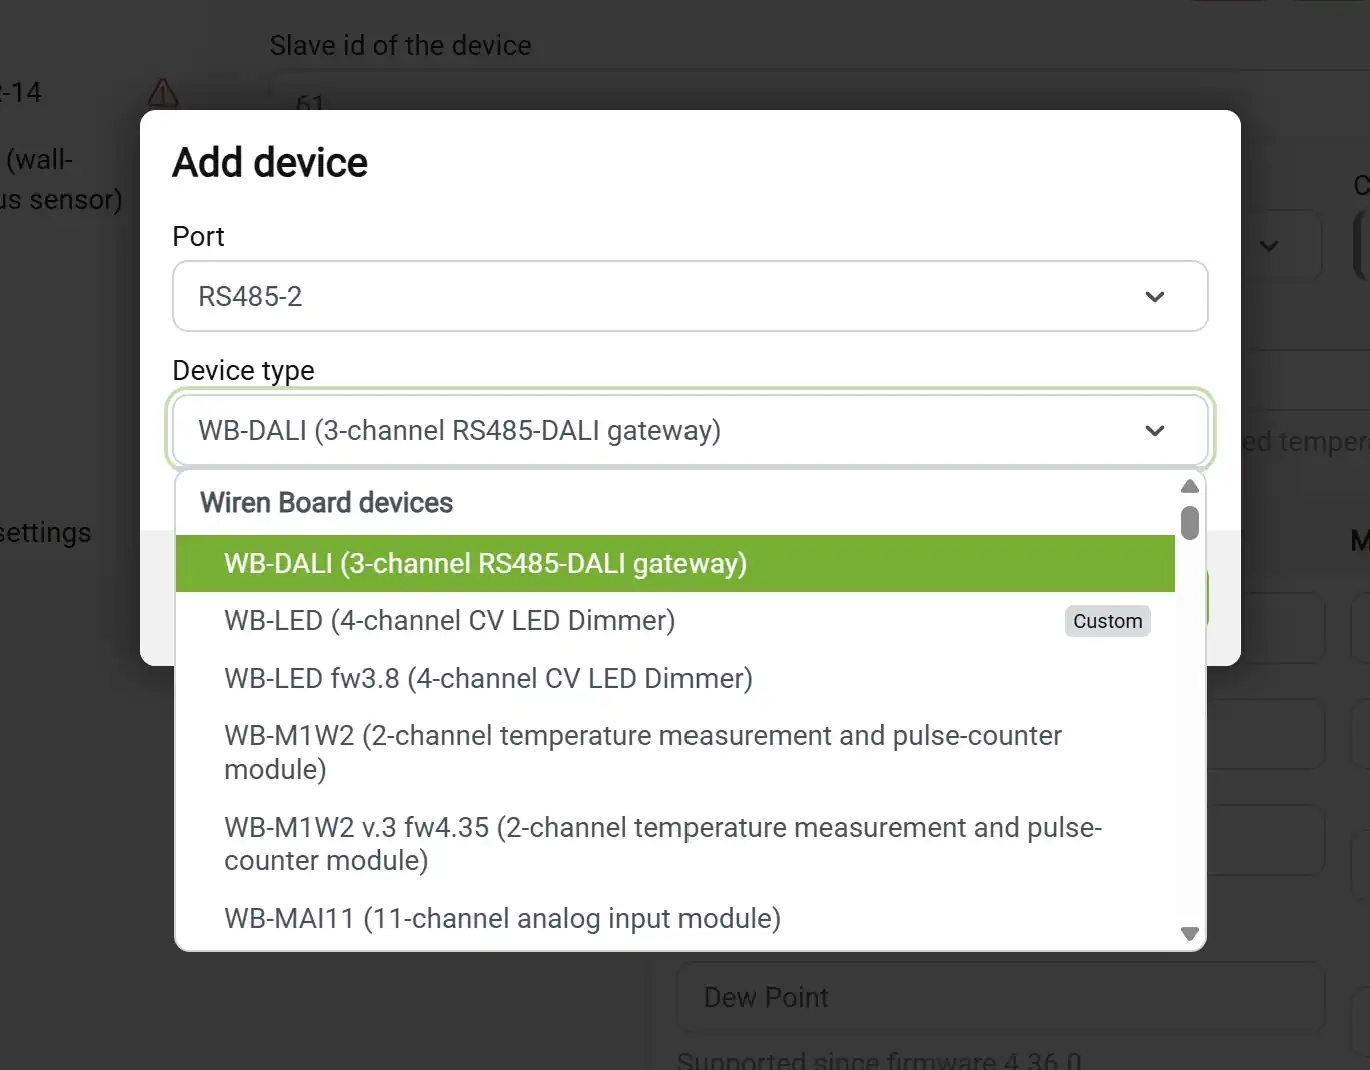 Slave id of the device
-14
61
(wall-
us sensor)
Add device
Port
RS485-2
Device type
WB-DALI (3-channel RS485-DALI gateway)
ed tempera
Wiren Board devices
settings
WB-DALI (3-channel RS485-DALI gateway)
WB-LED (4-channel CV LED Dimmer)
Custom
WB-LED fw3.8 (4-channel CV LED Dimmer)
WB-M1W2 (2-channel temperature measurement and pulse-counter
module)
WB-M1W2 v.3 fw4.35 (2-channel temperature measurement and pulse-
counter module)
WB-MAI11 (11-channel analog input module)
Dew Point
Supported since firmware 4.36.0